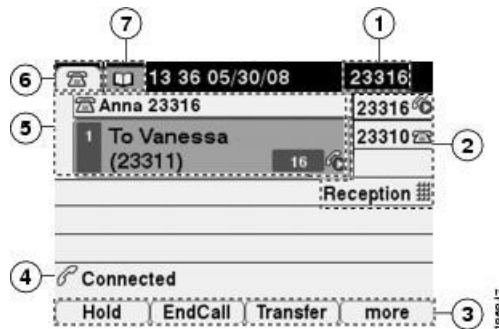 7
1
6
13 36 05/30/08 23316
5
Anna 23316
23316
1 To Vanessa
23310
2
(23311) 16
Reception
4
Connected
Hold EndCall Transfer more
3